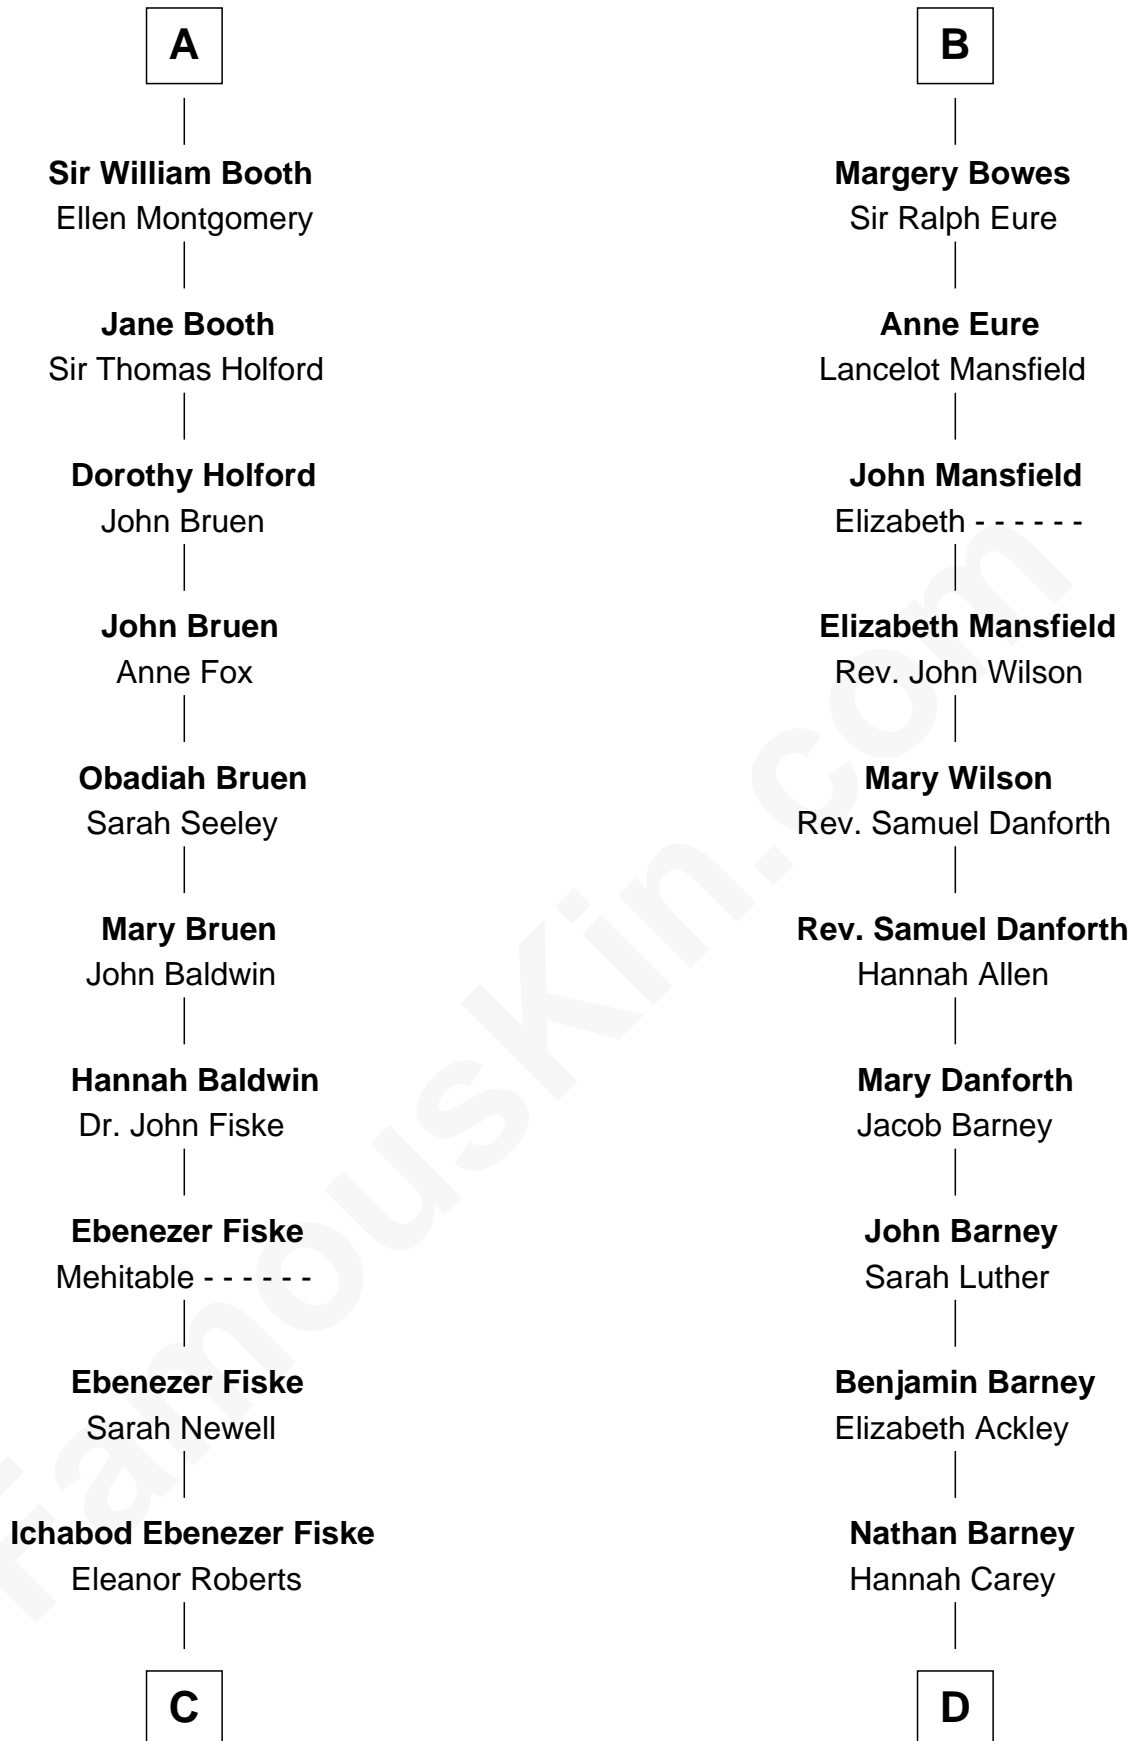 A
Sir William Booth
Ellen Montgomery
Jane Booth
Sir Thomas Holford
Dorothy Holford
John Bruen
John Bruen
Anne Fox
Obadiah Bruen
Sarah Seeley
Mary Bruen
John Baldwin
Hannah Baldwin
Dr. John Fiske
Ebenezer Fiske
Mehitable - - - - - -
Ebenezer Fiske
Sarah Newell
Ichabod Ebenezer Fiske
Eleanor Roberts
C
B
Margery Bowes
Sir Ralph Eure
Anne Eure
Lancelot Mansfield
John Mansfield
Elizabeth - - - - - -
Elizabeth Mansfield
Rev. John Wilson
Mary Wilson
Rev. Samuel Danforth
Rev. Samuel Danforth
Hannah Allen
Mary Danforth
Jacob Barney
John Barney
Sarah Luther
Benjamin Barney
Elizabeth Ackley
Nathan Barney
Hannah Carey
D
FamousKin.com